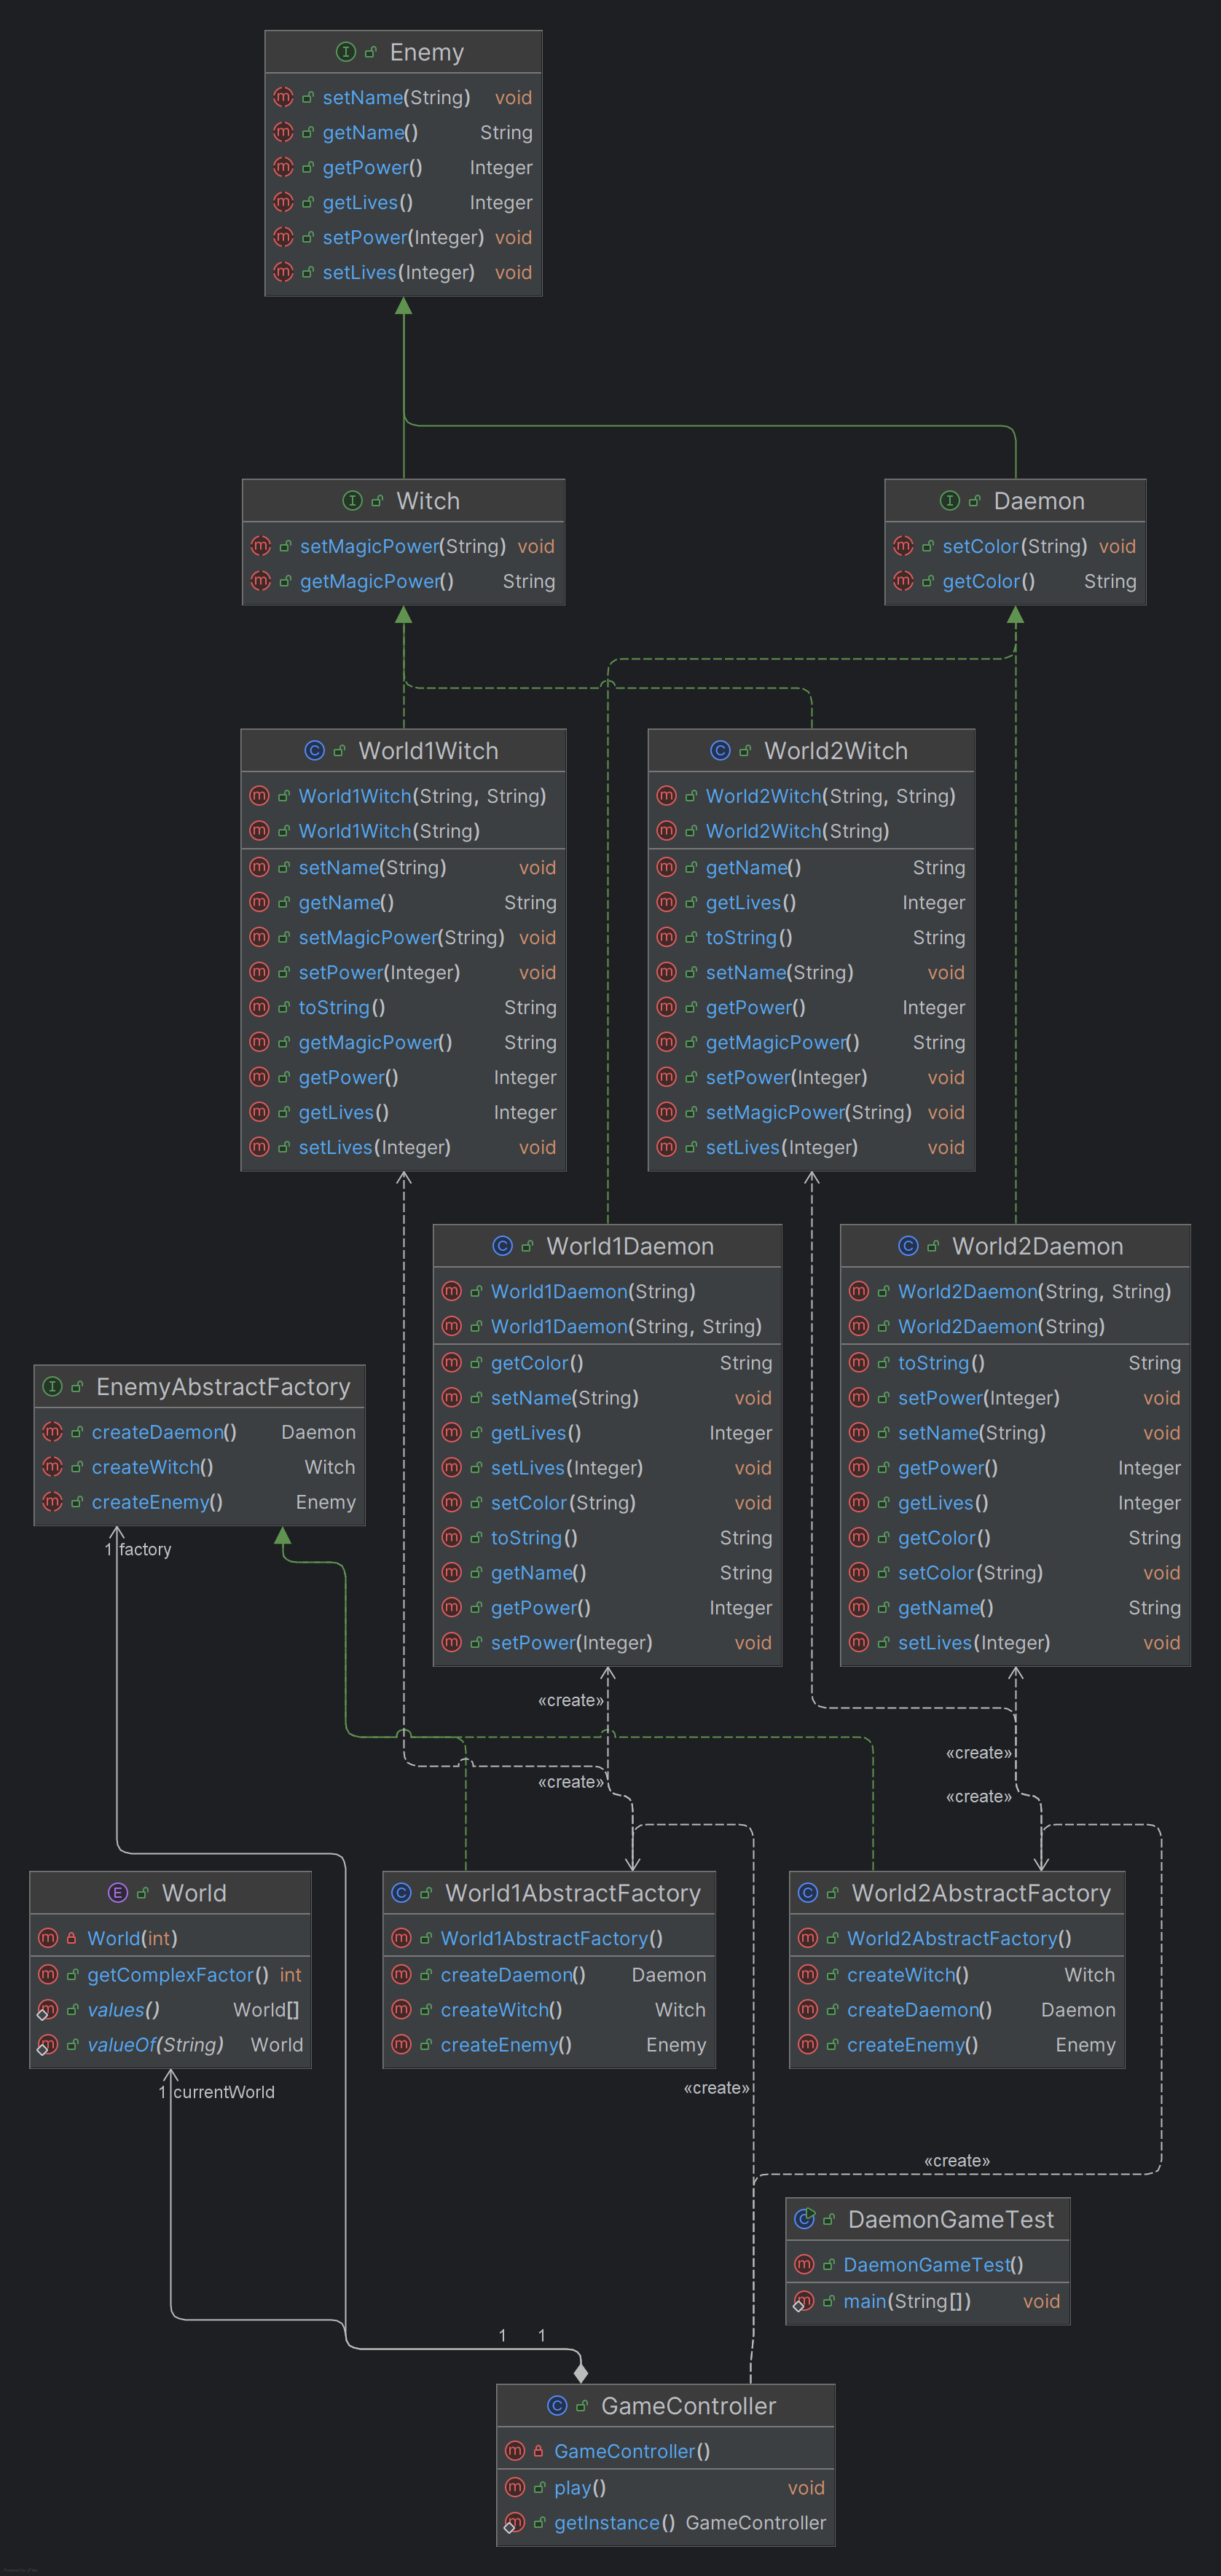 Enemy
setName(String) void
getName() String
getPower() Integer
getLives() Integer
setPower(Integer) void
setLives(Integer) void
Witch
setMagicPower(String) void
getMagicPower() String
Daemon
setColor(String) void
getColor() String
World1Witch
World1Witch(String, String)
World1Witch(String)
setName(String) void
getName() String
setMagicPower(String) void
setPower(Integer) void
toString() String
getMagicPower() String
getPower() Integer
getLives() Integer
setLives(Integer) void
World2Witch
World2Witch(String, String)
World2Witch(String)
getName() String
getLives() Integer
toString() String
setName(String) void
getPower() Integer
getMagicPower() String
setPower(Integer) void
setMagicPower(String) void
setLives(Integer) void
World1Daemon
World1Daemon(String)
World1Daemon(String, String)
getColor() String
setName(String) void
getLives() Integer
setLives(Integer) void
setColor(String) void
toString() String
getName() String
getPower() Integer
setPower(Integer) void
World2Daemon
World2Daemon(String, String)
World2Daemon(String)
toString() String
setPower(Integer) void
setName(String) void
getPower() Integer
getLives() Integer
getColor() String
setColor(String) void
getName() String
setLives(Integer) void
EnemyAbstractFactory
createDaemon() Daemon
createWitch() Witch
createEnemy() Enemy
1 factory
«create»
«create»
«create»
«create»
World
World(int)
getComplexFactor() int
values() World[]
valueOf(String) World
1 currentWorld
World1AbstractFactory
World1AbstractFactory()
createDaemon() Daemon
createWitch() Witch
createEnemy() Enemy
World2AbstractFactory
World2AbstractFactory()
createWitch() Witch
createDaemon() Daemon
createEnemy() Enemy
«create»
«create»
DaemonGameTest
DaemonGameTest()
main(String[]) void
1 1
GameController
GameController()
play() void
getInstance() GameController